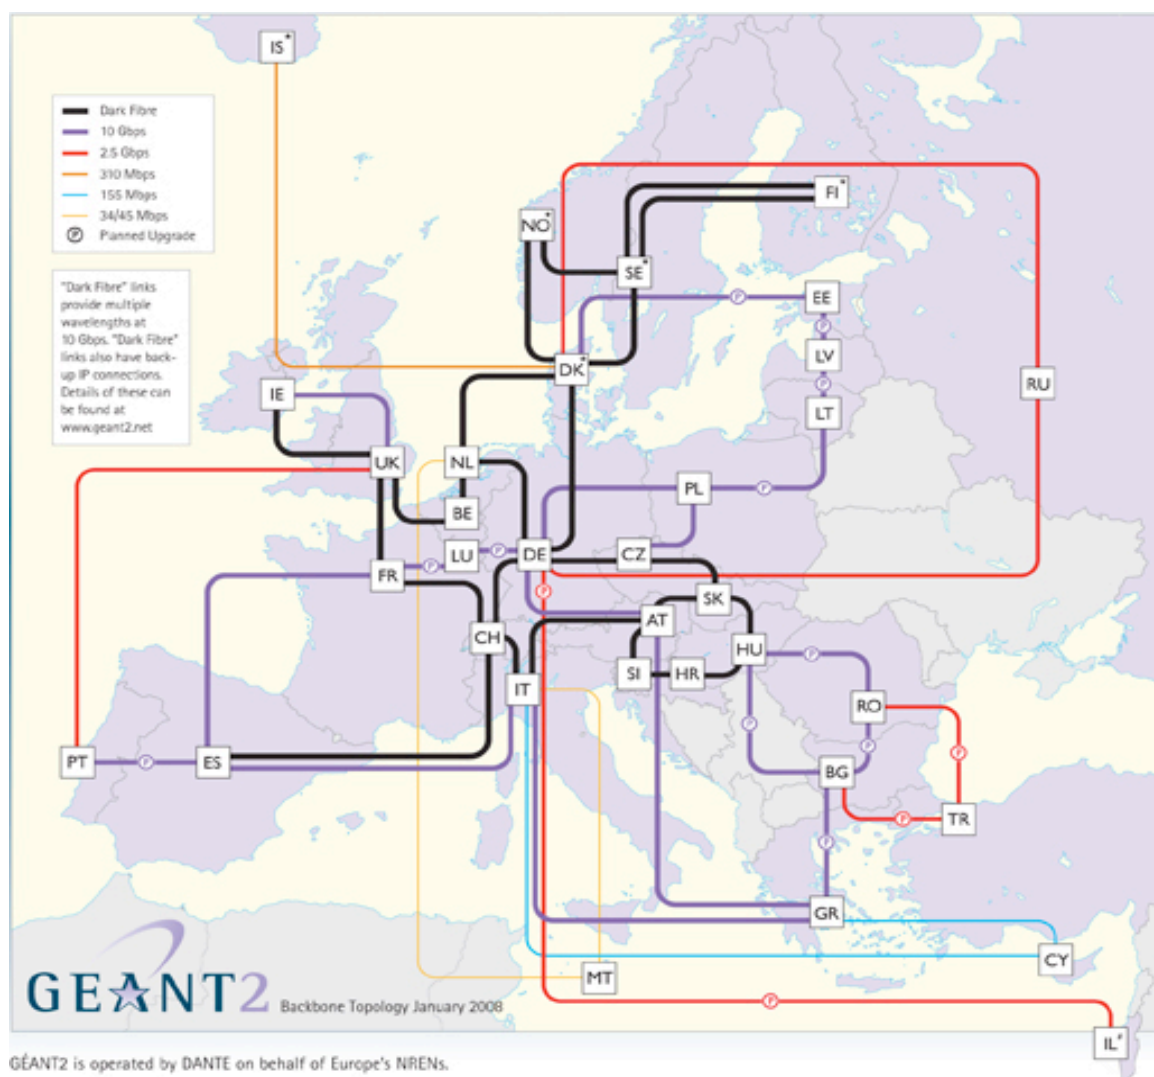 IS*
Dark Fibre
10 Gbps
2.5 Gbps
310 Mbps
155 Mbps
34/45 Mbps
P Planned Upgrade
"Dark Fibre" links
provide multiple
wavelengths at
10 Gbps. "Dark Fibre"
links also have back-
up IP connections.
Details of these can
be found at
www.geant2.net
FI*
NO*
SE*
P
EE
P
LV
DK*
P
RU
IE
LT
UK
NL
PL
P
BE
LU
P
DE
CZ
P
FR
P
SK
AT
CH
HU
P
SI
HR
IT
RO
P
P
P
PT
P
ES
BG
P
TR
P
GR
CY
MT
GEANT2
Backbone Topology January 2008
P
IL*
GÉANT2 is operated by DANTE on behalf of Europe's NRENs.